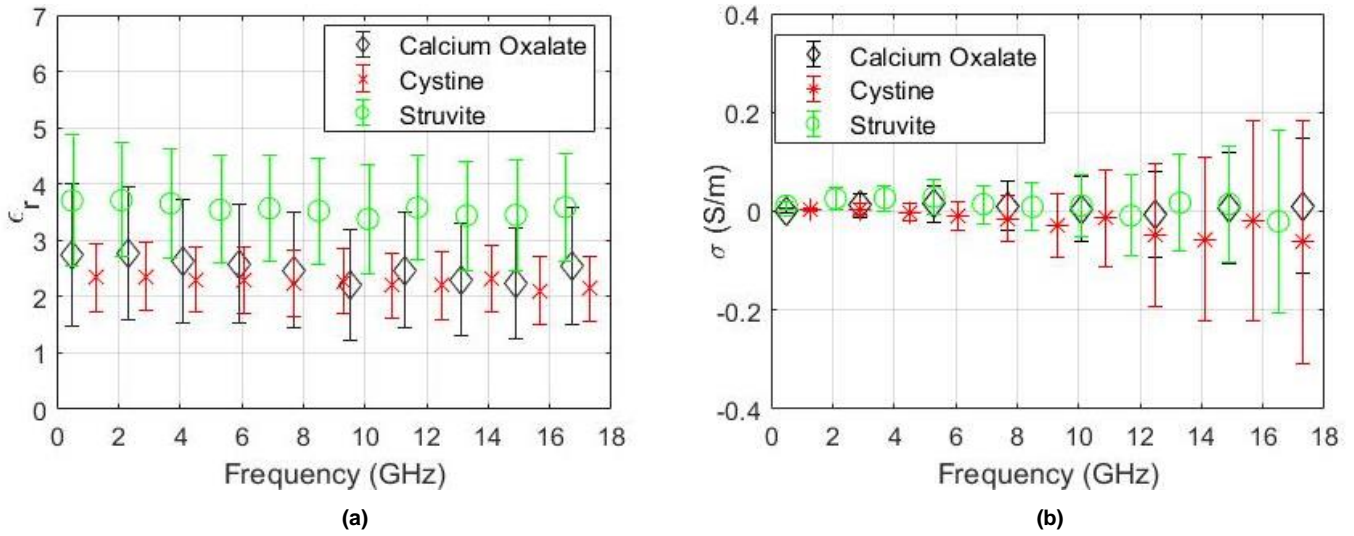 7
6
5
4
3
2
1
0
ϵr
Calcium Oxalate
Cystine
Struvite
0 2 4 6 8 10 12 14 16 18
Frequency (GHz)
(a)
0.4
0.2
0
-0.2
-0.4
σ (S/m)
Calcium Oxalate
Cystine
Struvite
0 2 4 6 8 10 12 14 16 18
Frequency (GHz)
(b)